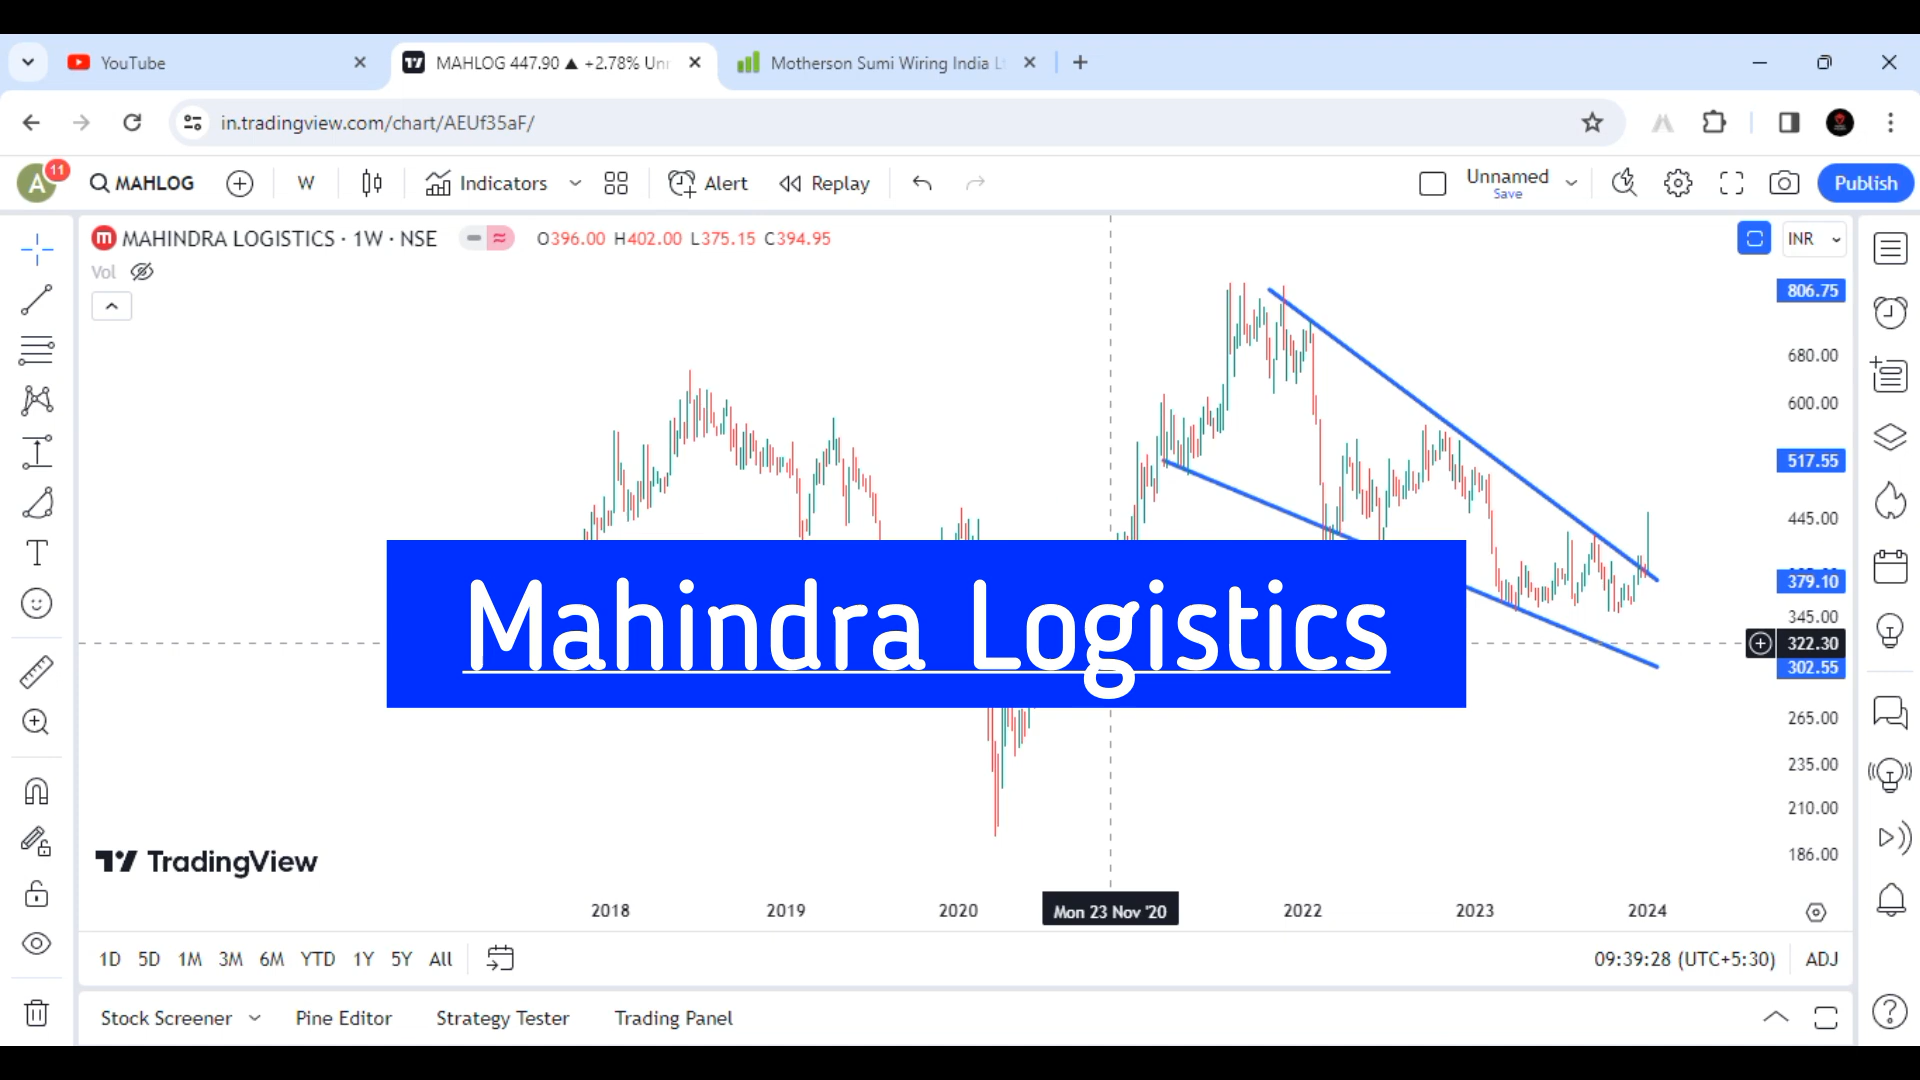 YouTube
MAHLOG 447.90 ▲ +2.78% Unn
Motherson Sumi Wiring India L
in.tradingview.com/chart/AEUf35aF/
A 11
MAHLOG
W
Indicators
Alert
Replay
Unnamed
Save
Publish
MAHINDRA LOGISTICS · 1W · NSE
O396.00 H402.00 L375.15 C394.95
INR
Vol
806.75
680.00
600.00
517.55
445.00
379.10
345.00
322.30
302.55
265.00
235.00
210.00
186.00
Mahindra Logistics
TradingView
2018
2019
2020
Mon 23 Nov '20
2022
2023
2024
1D 5D 1M 3M 6M YTD 1Y 5Y All
09:39:28 (UTC+5:30)
ADJ
Stock Screener
Pine Editor
Strategy Tester
Trading Panel